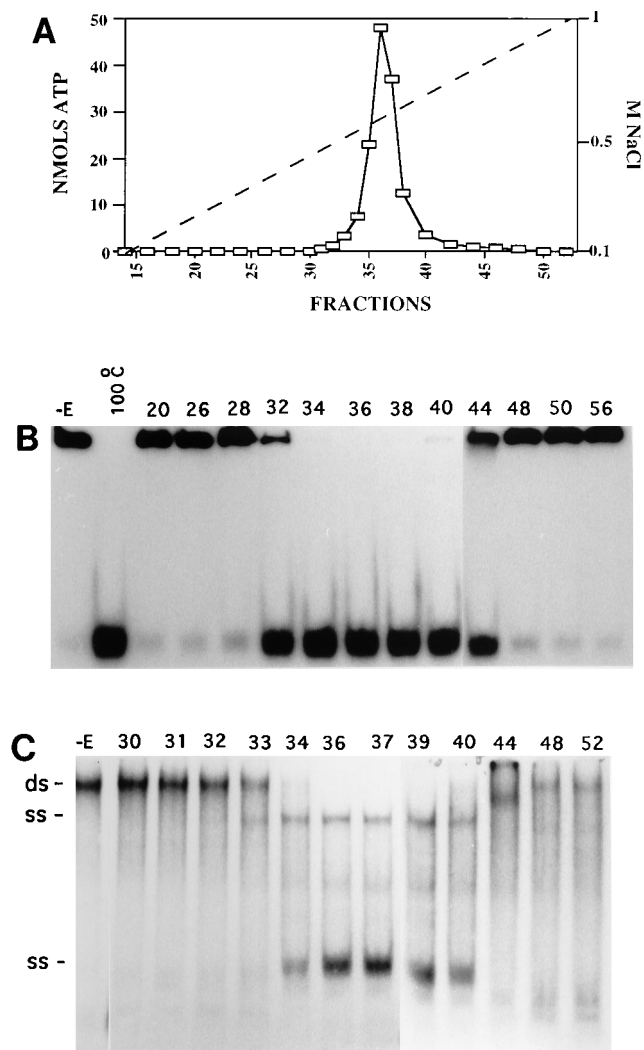 A
NMOLS ATP
50
40
30
20
10
0
1
0.5
0.1
M NaCl
15 20 25 30 35 40 45 50
FRACTIONS
B
-E 100 °C 20 26 28 32 34 36 38 40 44 48 50 56
C
-E 30 31 32 33 34 36 37 39 40 44 48 52
ds -
ss -
ss -